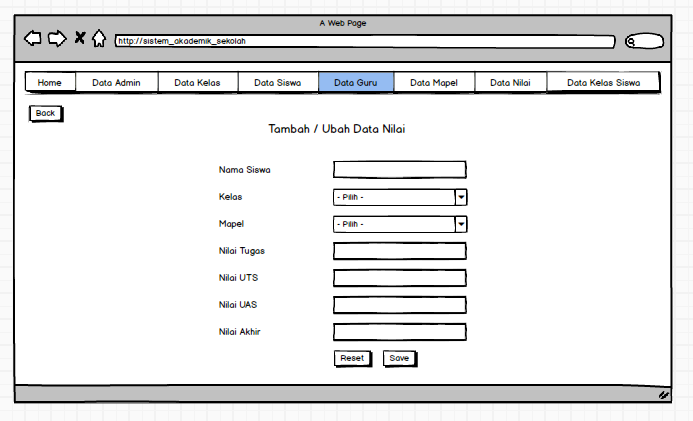 A Web Page
http://sistem_akademik_sekolah
Home Data Admin Data Kelas Data Siswa Data Guru Data Mapel Data Nilai Data Kelas Siswa
Back
Tambah / Ubah Data Nilai
Nama Siswa
Kelas - Pilih -
Mapel - Pilih -
Nilai Tugas
Nilai UTS
Nilai UAS
Nilai Akhir
Reset Save